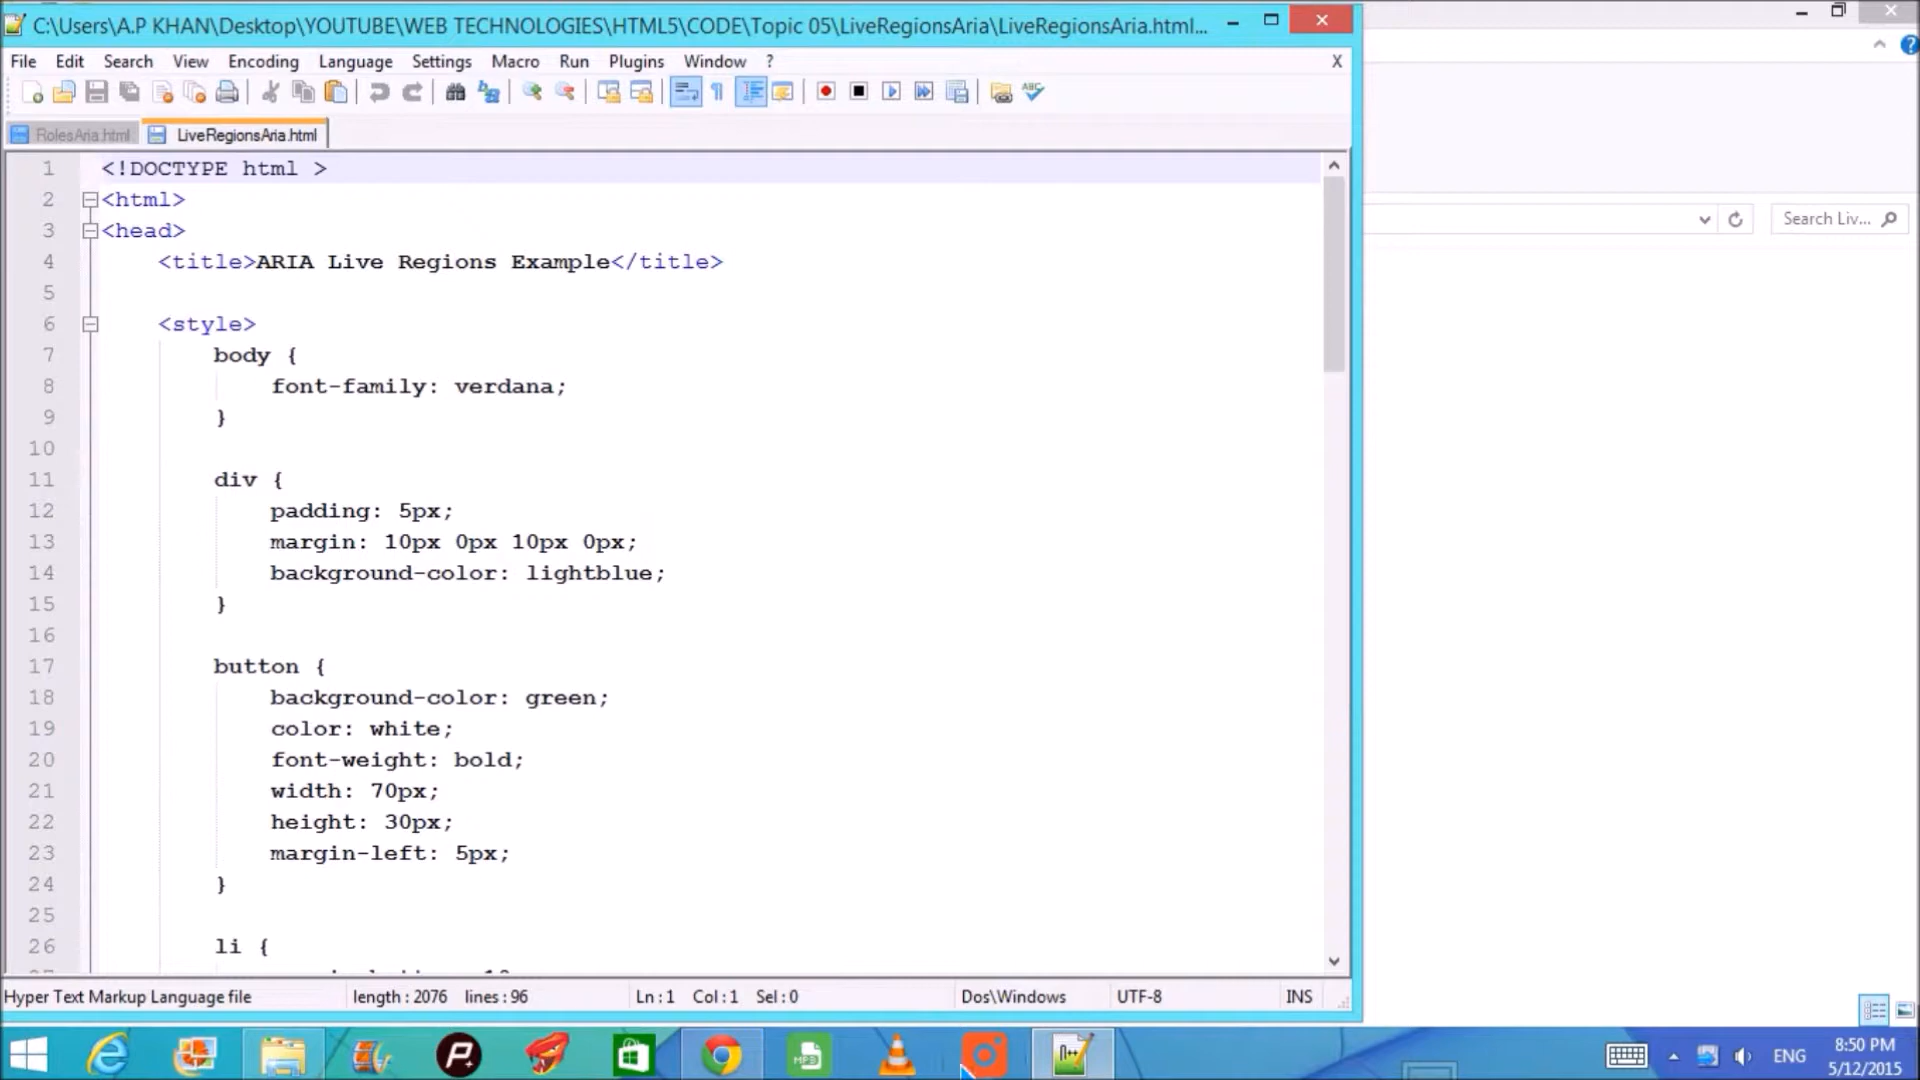 C:\Users\A.P KHAN\Desktop\YOUTUBE\WEB TECHNOLOGIES\HTML5\CODE\Topic 05\LiveRegionsAria\LiveRegionsAria.html...
File Edit Search View Encoding Language Settings Macro Run Plugins Window ? X
RolesAria.html LiveRegionsAria.html
1 <!DOCTYPE html >
2 <html>
3 <head>
4 <title>ARIA Live Regions Example</title>
5
6 <style>
7 body {
8 font-family: verdana;
9 }
10
11 div {
12 padding: 5px;
13 margin: 10px 0px 10px 0px;
14 background-color: lightblue;
15 }
16
17 button {
18 background-color: green;
19 color: white;
20 font-weight: bold;
21 width: 70px;
22 height: 30px;
23 margin-left: 5px;
24 }
25
26 li {
Search Liv...
Hyper Text Markup Language file length : 2076 lines : 96 Ln : 1 Col : 1 Sel : 0 Dos\Windows UTF-8 INS
ENG
8:50 PM
5/12/2015